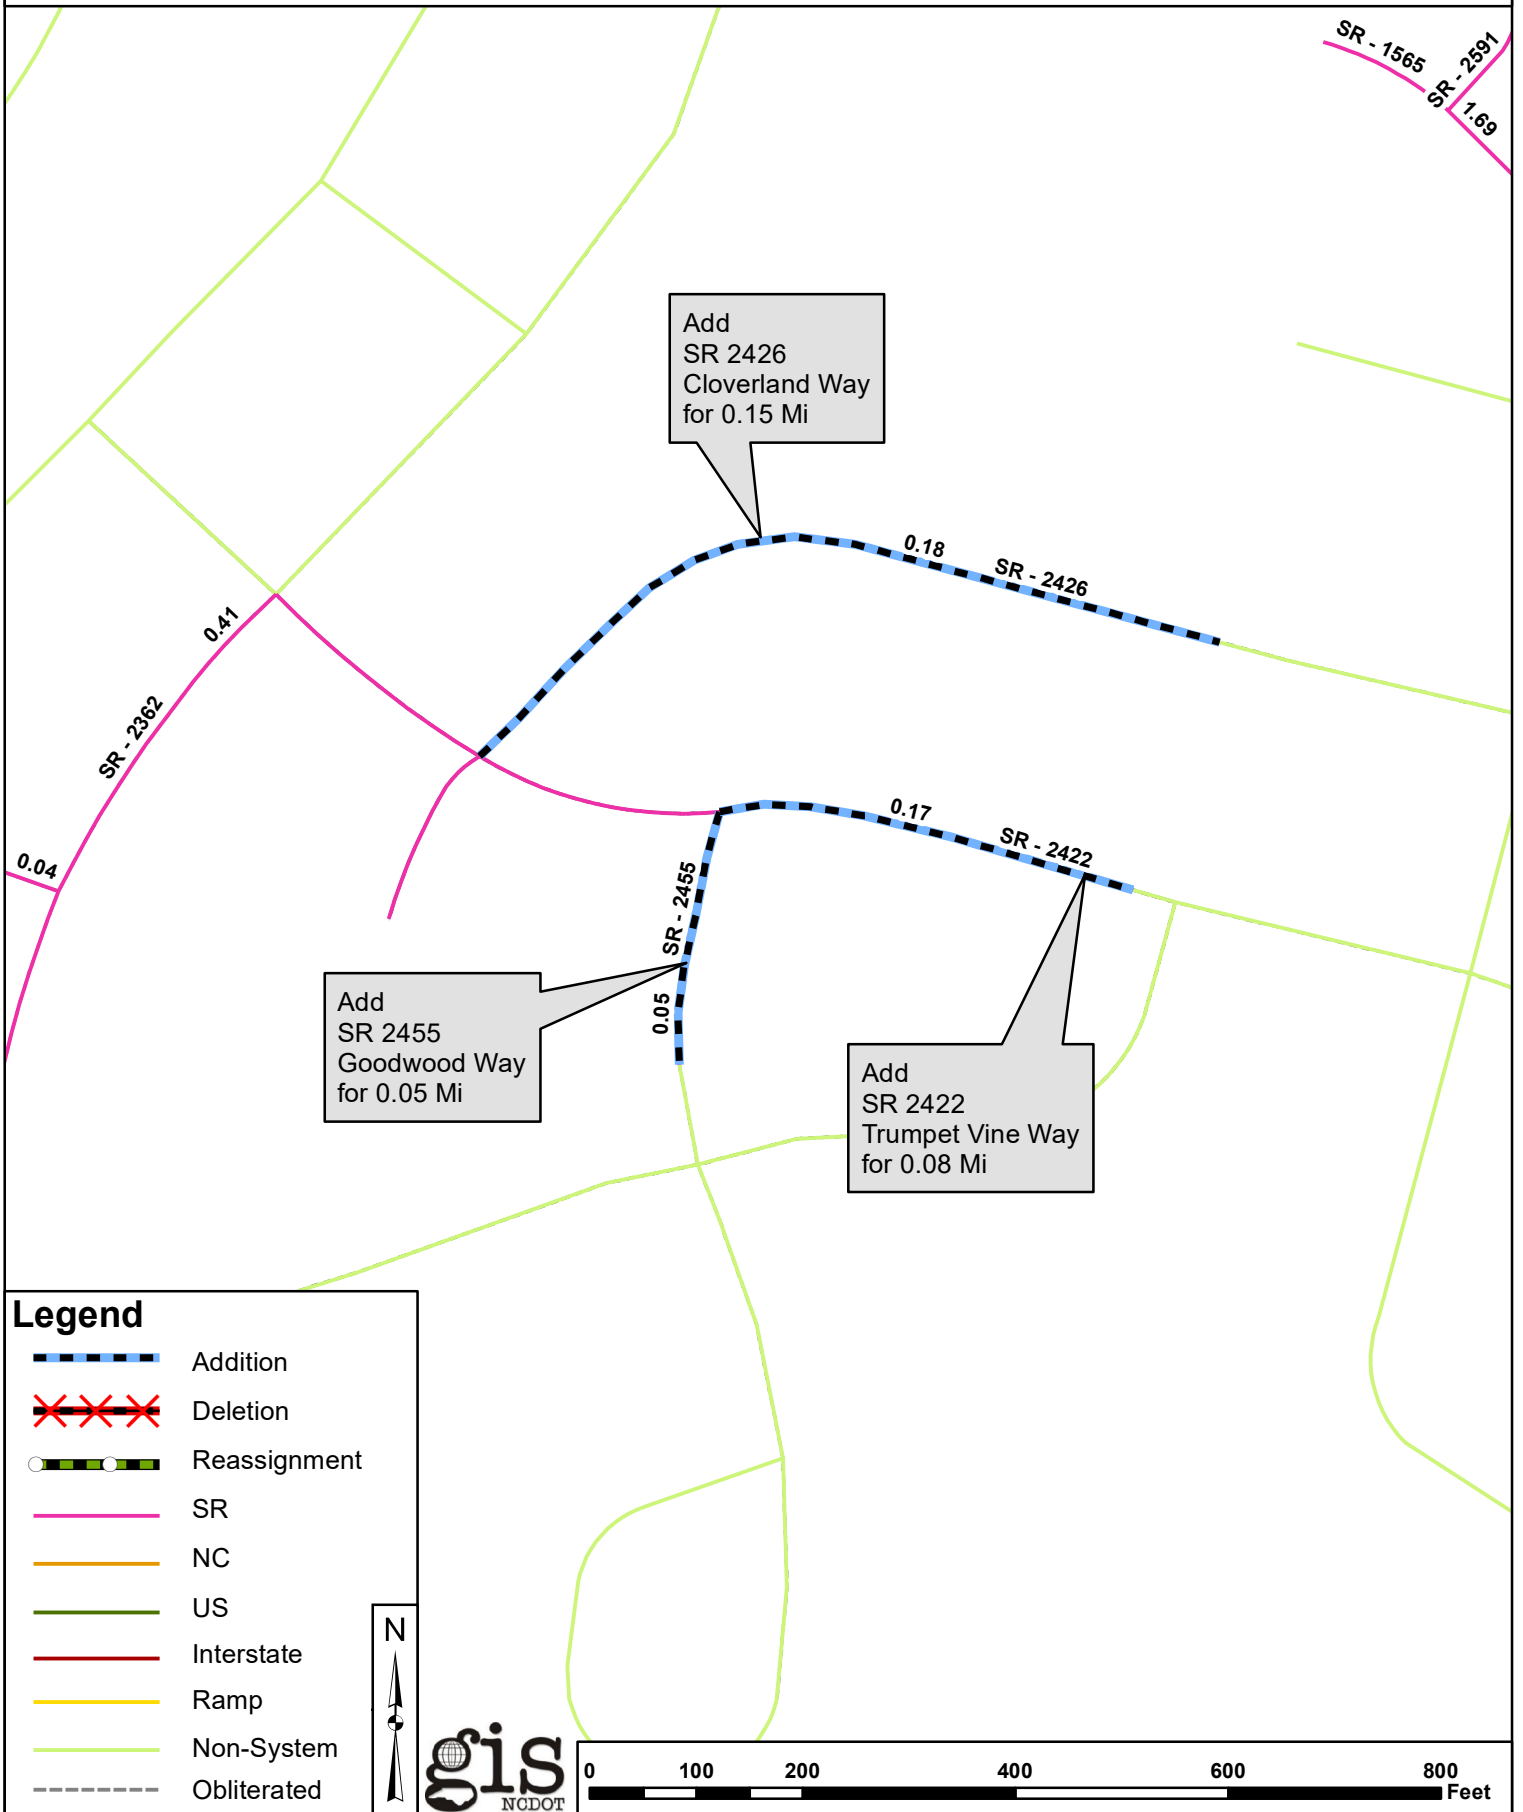 SR - 1565
SR - 2591
1.69
Add
SR 2426
Cloverland Way
for 0.15 Mi
0.18
SR - 2426
0.41
SR - 2362
0.04
0.17
SR - 2422
SR - 2455
0.05
Add
SR 2455
Goodwood Way
for 0.05 Mi
Add
SR 2422
Trumpet Vine Way
for 0.08 Mi
Legend
Addition
Deletion
Reassignment
SR
NC
US
Interstate
Ramp
Non-System
Obliterated
N
gis
NCDOT
0 100 200 400 600 800
Feet